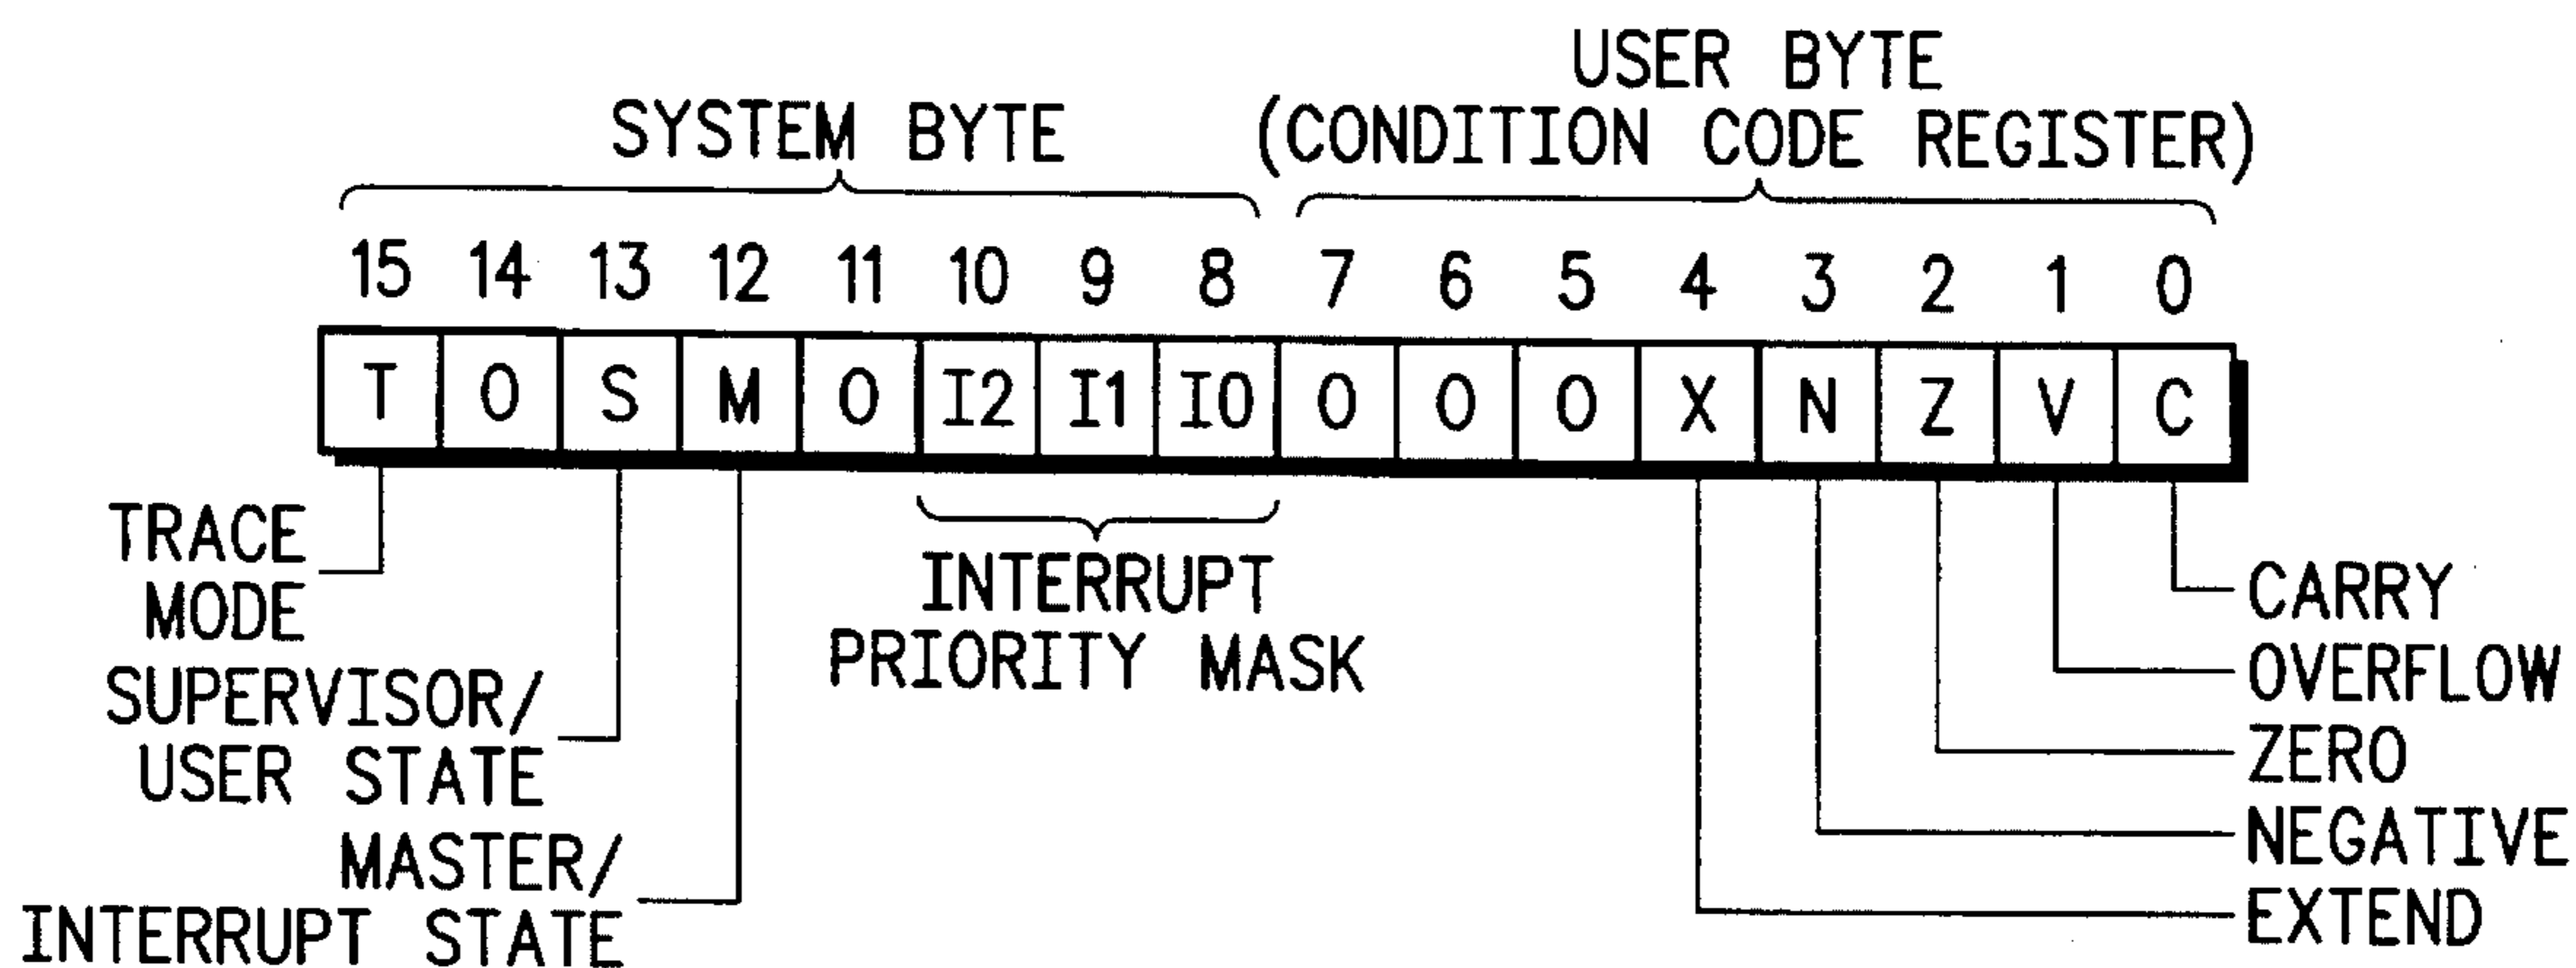 USER BYTE
SYSTEM BYTE (CONDITION CODE REGISTER)
15 14 13 12 11 10 9 8 7 6 5 4 3 2 1 0
T 0 S M 0 I2 I1 I0 0 0 0 X N Z V C
TRACE
MODE
SUPERVISOR/
USER STATE
MASTER/
INTERRUPT STATE
INTERRUPT
PRIORITY MASK
CARRY
OVERFLOW
ZERO
NEGATIVE
EXTEND